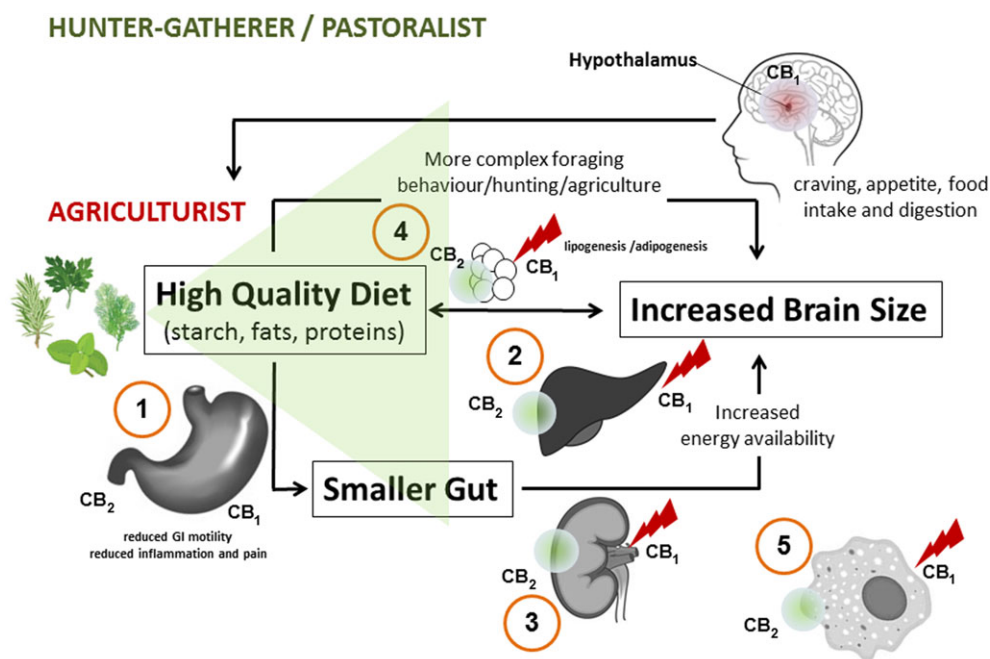 HUNTER-GATHERER / PASTORALIST
Hypothalamus
CB1
More complex foraging
behaviour/hunting/agriculture
craving, appetite, food
intake and digestion
AGRICULTURIST
4
CB2
CB1
lipogenesis /adipogenesis
High Quality Diet
(starch, fats, proteins)
Increased Brain Size
2
CB2
CB1
1
CB2
CB1
reduced GI motility
reduced inflammation and pain
Increased
energy availability
Smaller Gut
CB1
CB2
3
5
CB1
CB2